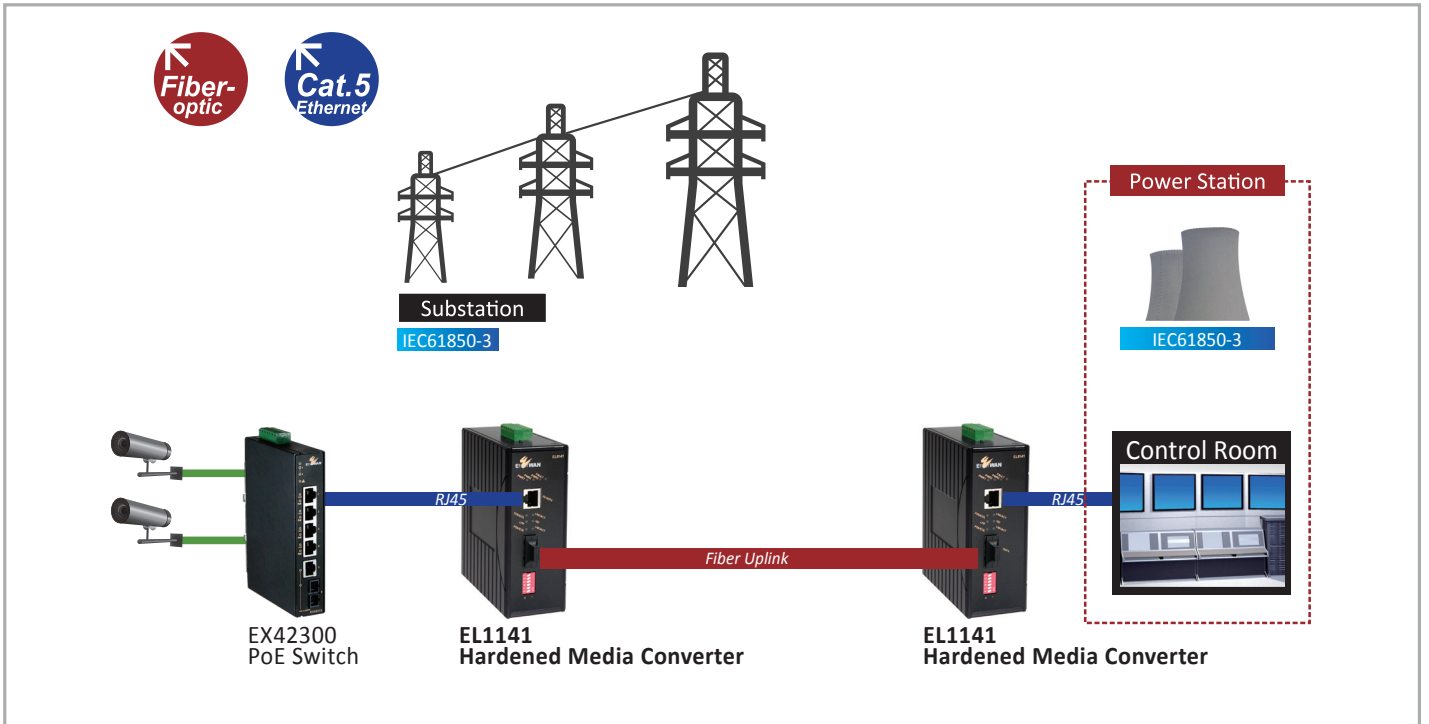 Fiber-
optic
Cat.5
Ethernet
Power Station
Substation
IEC61850-3
IEC61850-3
Control Room
RJ45
RJ45
Fiber Uplink
EX42300
PoE Switch
EL1141
Hardened Media Converter
EL1141
Hardened Media Converter